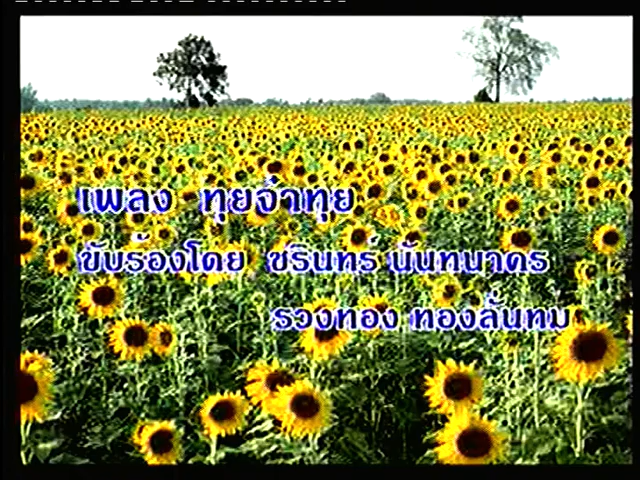 เพลง ทุยจ๋าทุย
ขับร้องโดย ชรินทร์ นันทนาคร
รวงทอง ทองลั่นทม